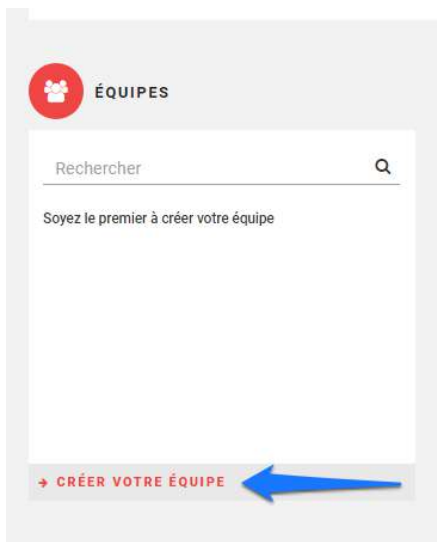 ÉQUIPES
Rechercher
Soyez le premier à créer votre équipe
CRÉER VOTRE ÉQUIPE